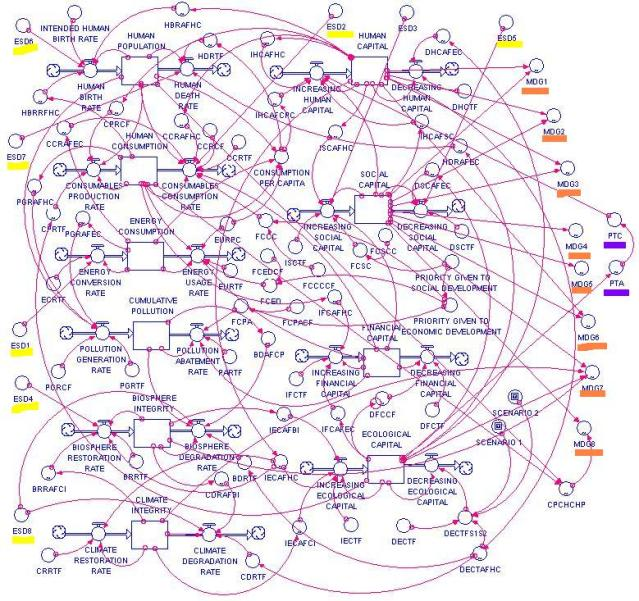 ESD6
INTENDED HUMAN
BIRTH RATE
HBRAFHC
ESD2
ESD3
ESD5
HUMAN
POPULATION
HDRTF
IHCAFHC
HUMAN
CAPITAL
DHCAFEC
MDG1
HUMAN
BIRTH
RATE
HUMAN
DEATH
RATE
INCREASING
HUMAN
CAPITAL
DECREASING
HUMAN
CAPITAL
HBRRFHC
CPRCF
IHCAFCPC
DHCTF
MDG2
CCRAFEC
HUMAN
CONSUMPTION
CCRAFHC
CCRCF
CCRTF
ISCAFHC
IHCAFSC
HDRAFEC
ESD7
CONSUMABLES
PRODUCTION
RATE
CONSUMABLES
CONSUMPTION
RATE
CONSUMPTION
PER CAPITA
SOCIAL
CAPITAL
DSCAFEC
MDG3
PGRAFHC
CPRTF
PGRAFEC
ENERGY
CONSUMPTION
EURPC
FCCC
INCREASING
SOCIAL
CAPITAL
DECREASING
SOCIAL
CAPITAL
PTC
MDG4
ISCTF
FCSC
FCSCC
DSCTF
ENERGY
CONVERSION
RATE
ENERGY
USAGE
RATE
FCEDCF
FCCCCF
PRIORITY GIVEN TO
SOCIAL DEVELOPMENT
MDG5
PTA
ECRTF
EURTF
FCED
IFCAFHC
CUMULATIVE
POLLUTION
FCPA
FCPACF
PRIORITY GIVEN TO
ECONOMIC DEVELOPMENT
MDG6
ESD1
FINANCIAL
CAPITAL
POLLUTION
GENERATION
RATE
POLLUTION
ABATEMENT
RATE
BDAFCP
INCREASING
FINANCIAL
CAPITAL
DECREASING
FINANCIAL
CAPITAL
PGRCF
PGRTF
PARTF
IFCTF
MDG7
ESD4
BIOSPHERE
INTEGRITY
IECAFBI
IFCAFEC
DFCCF
DFCTF
SCENARIO 2
ECOLOGICAL
CAPITAL
SCENARIO 1
BIOSPHERE
RESTORATION
RATE
BIOSPHERE
DEGRADATION
RATE
MDG8
BRRAFCI
BRRTF
BDRTF
IECAFHC
CDRAFBI
INCREASING
ECOLOGICAL
CAPITAL
DECREASING
ECOLOGICAL
CAPITAL
CPCHCHP
ESD8
CLIMATE
INTEGRITY
IECAFCI
IECTF
DECTF
DECTFS1S2
CLIMATE
RESTORATION
RATE
CLIMATE
DEGRADATION
RATE
CRRTF
CDRTF
DECTAFHC